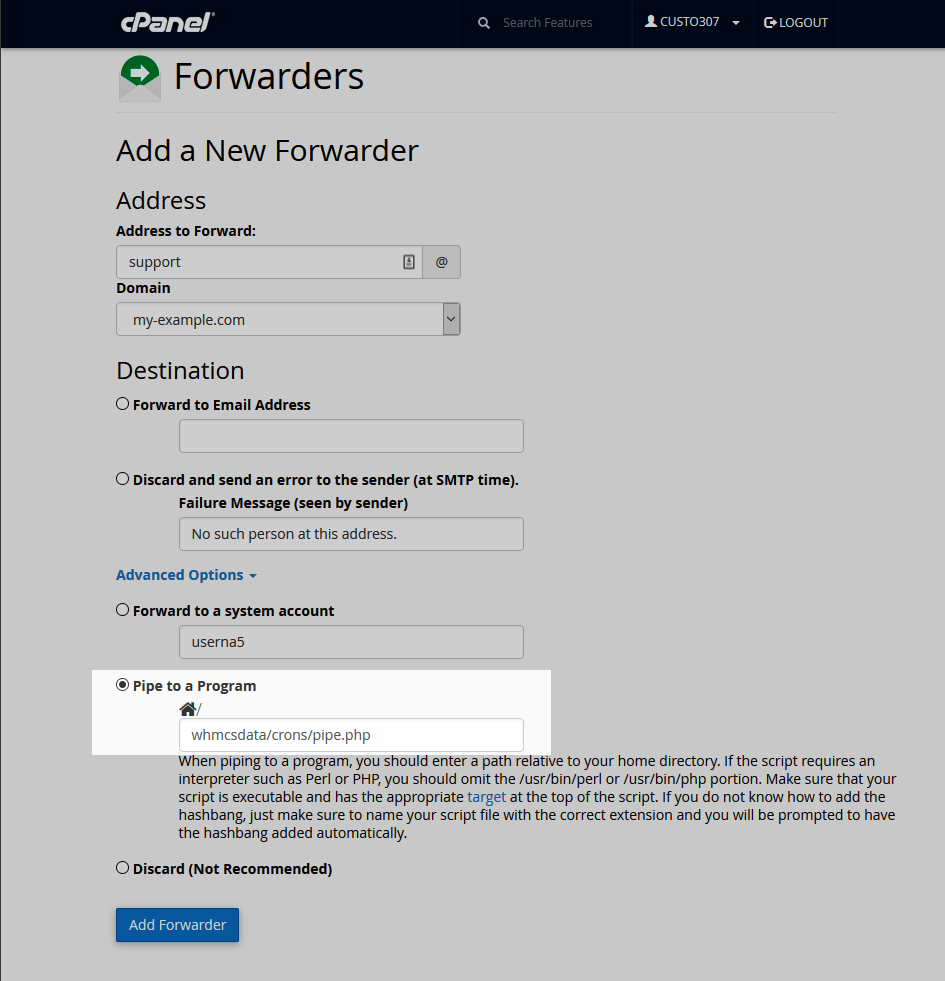 cPanel®
Search Features
CUSTO307
LOGOUT
Forwarders
Add a New Forwarder
Address
Address to Forward:
support
@
Domain
my-example.com
Destination
Forward to Email Address
Discard and send an error to the sender (at SMTP time).
Failure Message (seen by sender)
No such person at this address.
Advanced Options
Forward to a system account
userna5
Pipe to a Program
/
whmcsdata/crons/pipe.php
When piping to a program, you should enter a path relative to your home directory. If the script requires an
interpreter such as Perl or PHP, you should omit the /usr/bin/perl or /usr/bin/php portion. Make sure that your
script is executable and has the appropriate target at the top of the script. If you do not know how to add the
hashbang, just make sure to name your script file with the correct extension and you will be prompted to have
the hashbang added automatically.
Discard (Not Recommended)
Add Forwarder